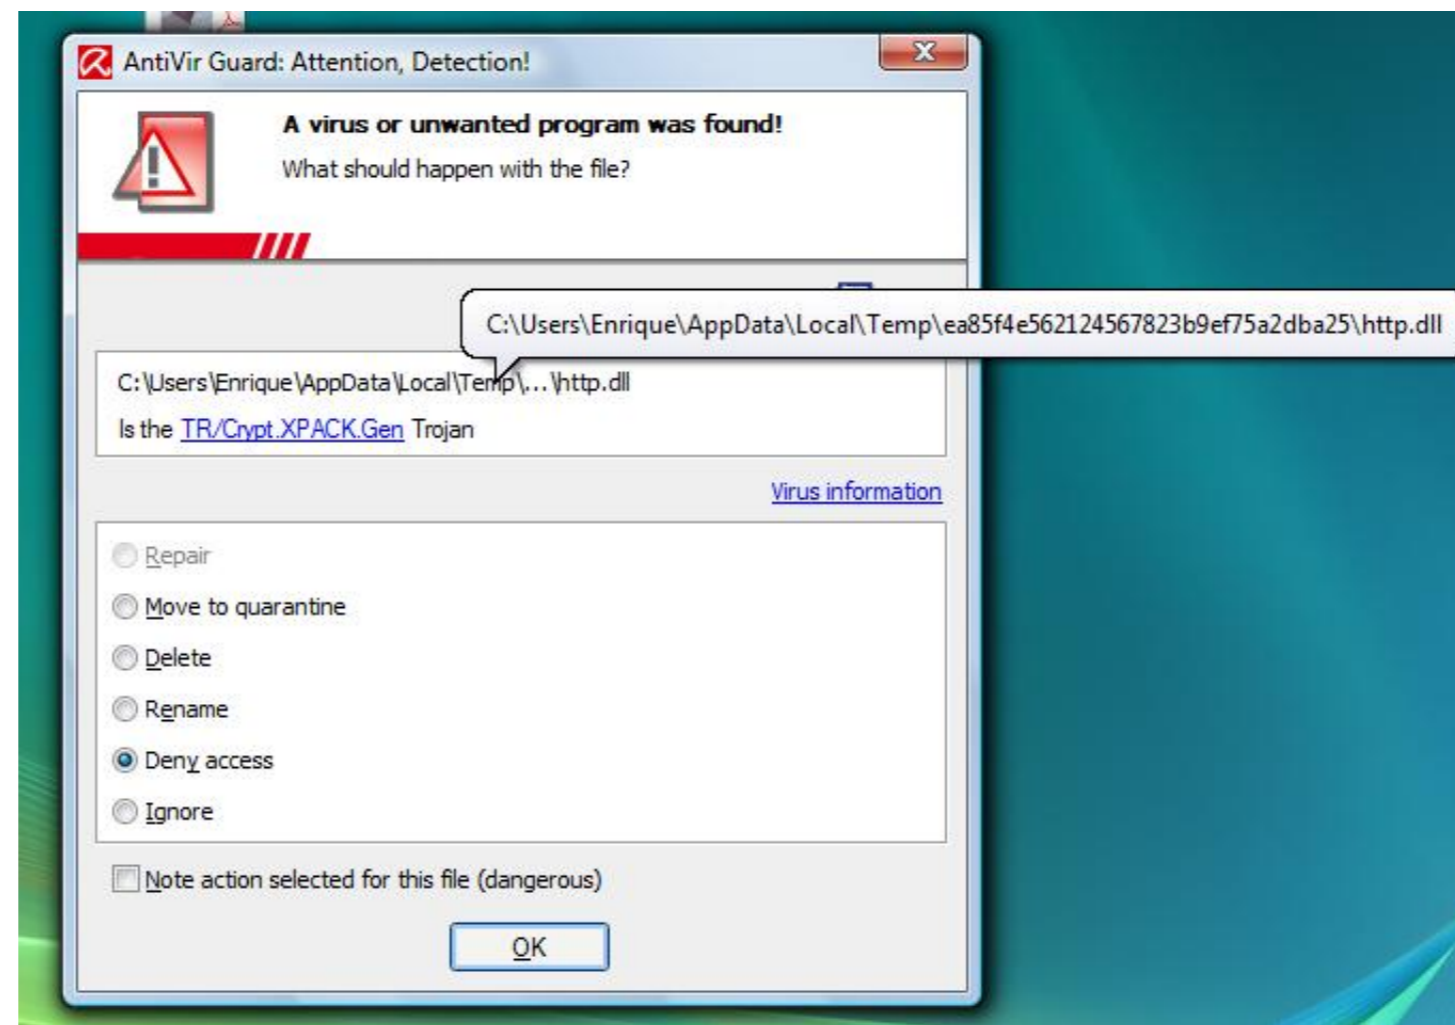 AntiVir Guard: Attention, Detection!
A virus or unwanted program was found!
What should happen with the file?
C:\Users\Enrique\AppData\Local\Temp\ea85f4e562124567823b9ef75a2dba25\http.dll
C:\Users\Enrique\AppData\Local\Temp\...\http.dll
Is the TR/Crypt.XPACK.Gen Trojan
Virus information
Repair
Move to quarantine
Delete
Rename
Deny access
Ignore
Note action selected for this file (dangerous)
OK